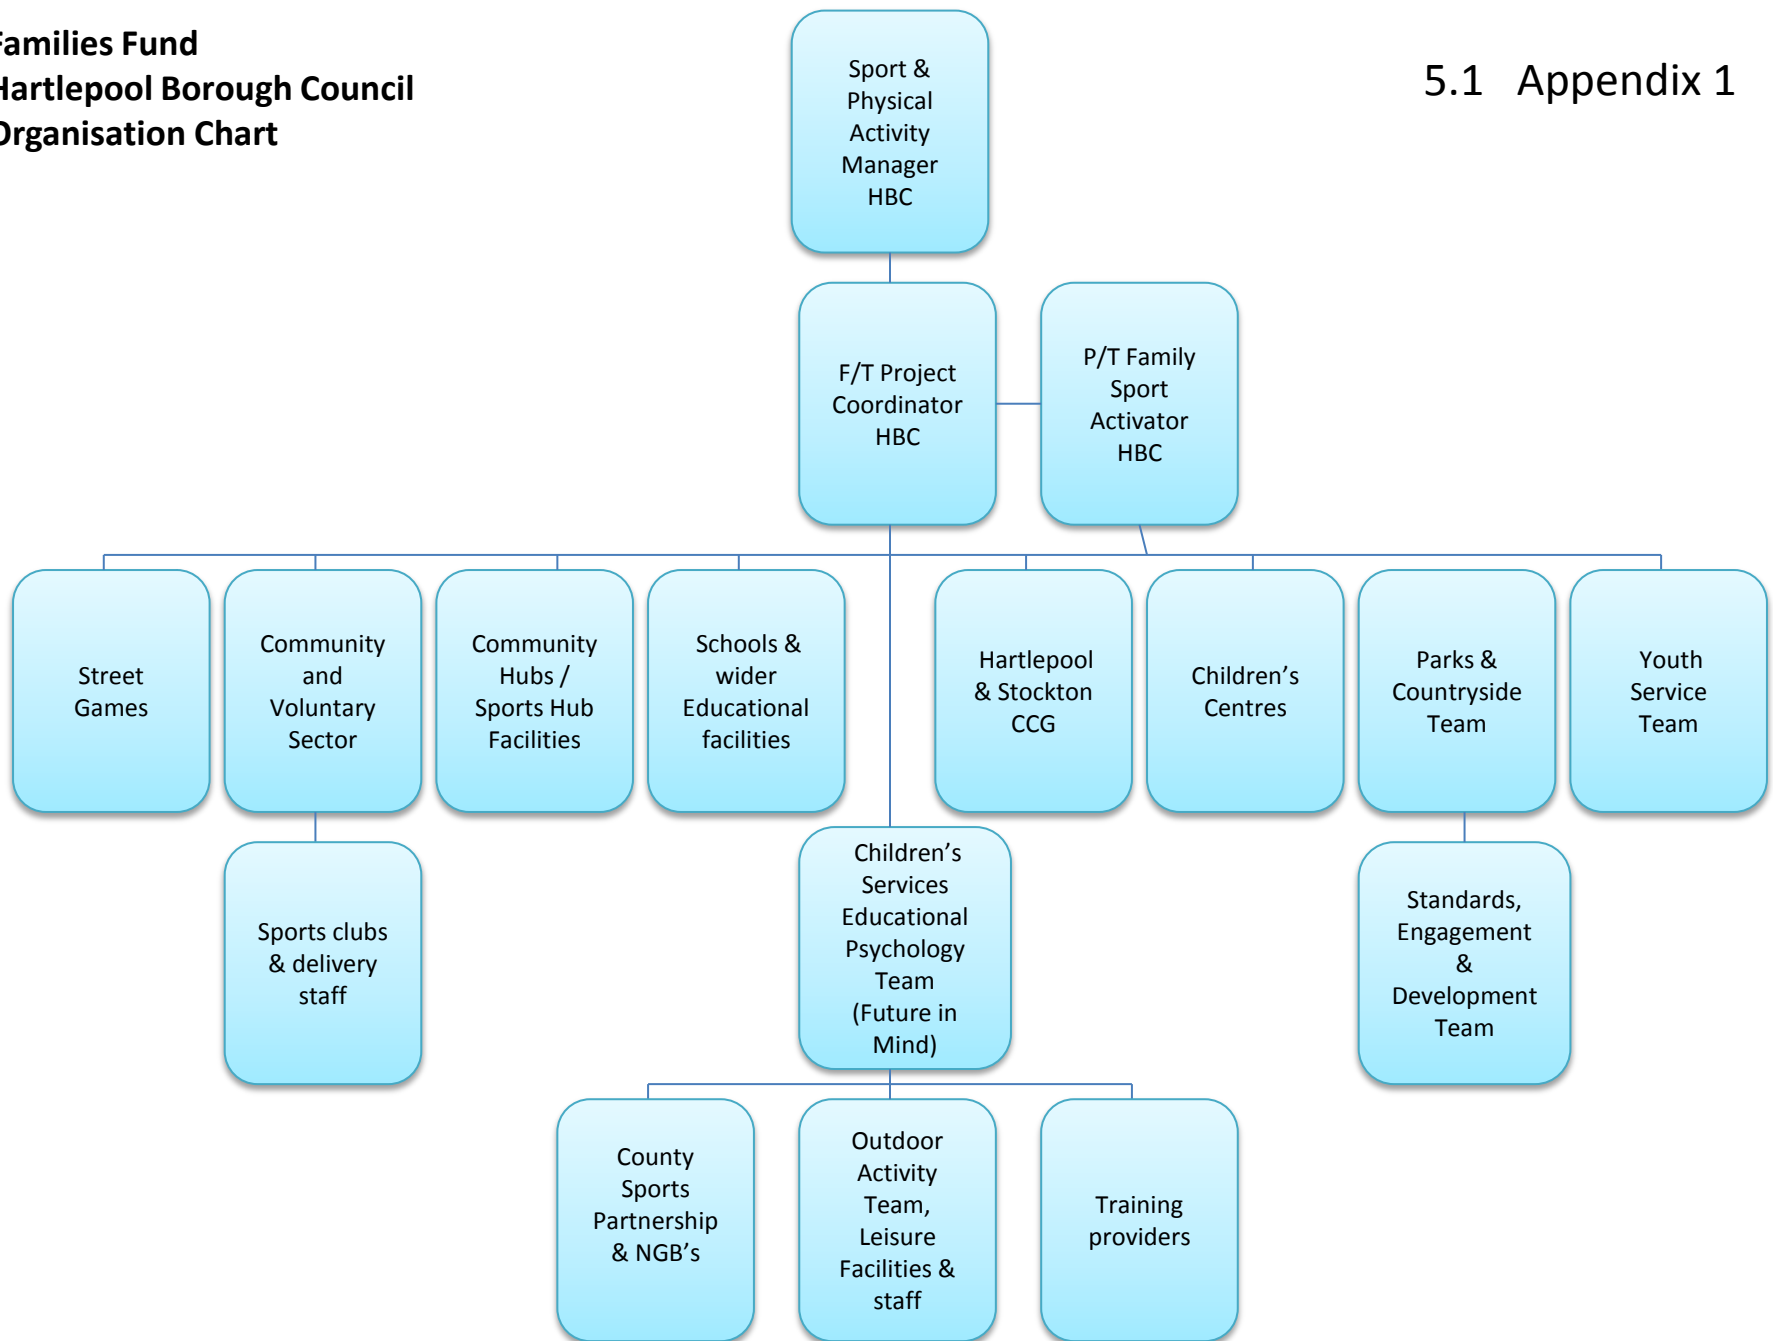 Families Fund
Hartlepool Borough Council
Organisation Chart
5.1 Appendix 1
Sport &
Physical
Activity
Manager
HBC
F/T Project
Coordinator
HBC
P/T Family
Sport
Activator
HBC
Street
Games
Community
and
Voluntary
Sector
Community
Hubs /
Sports Hub
Facilities
Schools &
wider
Educational
facilities
Hartlepool
& Stockton
CCG
Children’s
Centres
Parks &
Countryside
Team
Youth
Service
Team
Sports clubs
& delivery
staff
Children’s
Services
Educational
Psychology
Team
(Future in
Mind)
Standards,
Engagement
&
Development
Team
County
Sports
Partnership
& NGB’s
Outdoor
Activity
Team,
Leisure
Facilities &
staff
Training
providers